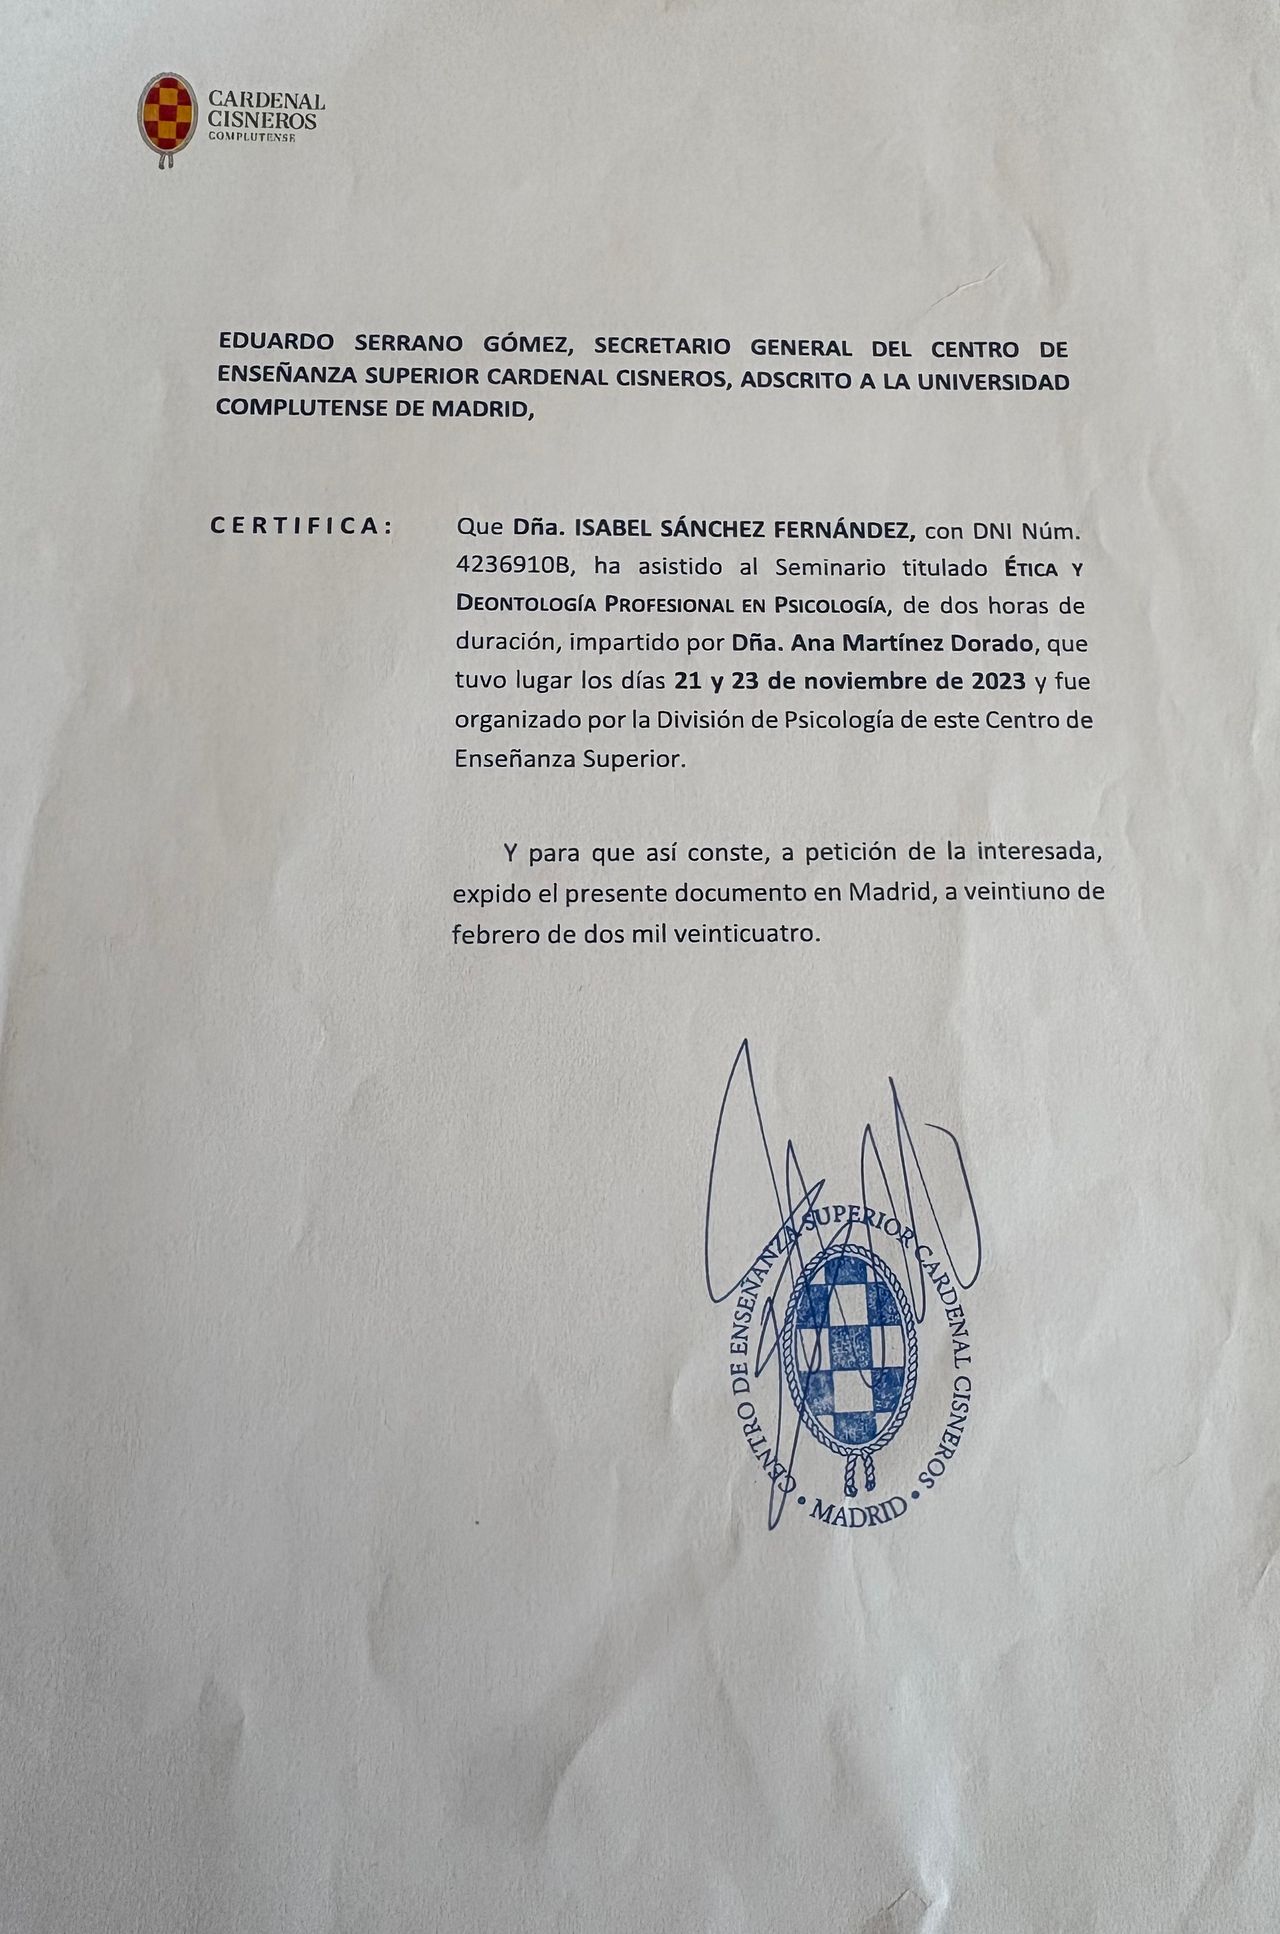 CARDENAL
CISNEROS
COMPLUTENSE
EDUARDO SERRANO GÓMEZ, SECRETARIO GENERAL DEL CENTRO DE
ENSEÑANZA SUPERIOR CARDENAL CISNEROS, ADSCRITO A LA UNIVERSIDAD
COMPLUTENSE DE MADRID,
CERTIFICA: Que Dña. ISABEL SÁNCHEZ FERNÁNDEZ, con DNI Núm.
4236910B, ha asistido al Seminario titulado ÉTICA Y
DEONTOLOGÍA PROFESIONAL EN PSICOLOGÍA, de dos horas de
duración, impartido por Dña. Ana Martínez Dorado, que
tuvo lugar los días 21 y 23 de noviembre de 2023 y fue
organizado por la División de Psicología de este Centro de
Enseñanza Superior.
Y para que así conste, a petición de la interesada,
expido el presente documento en Madrid, a veintiuno de
febrero de dos mil veinticuatro.
CENTRO DE ENSEÑANZA SUPERIOR CARDENAL CISNEROS
• MADRID •